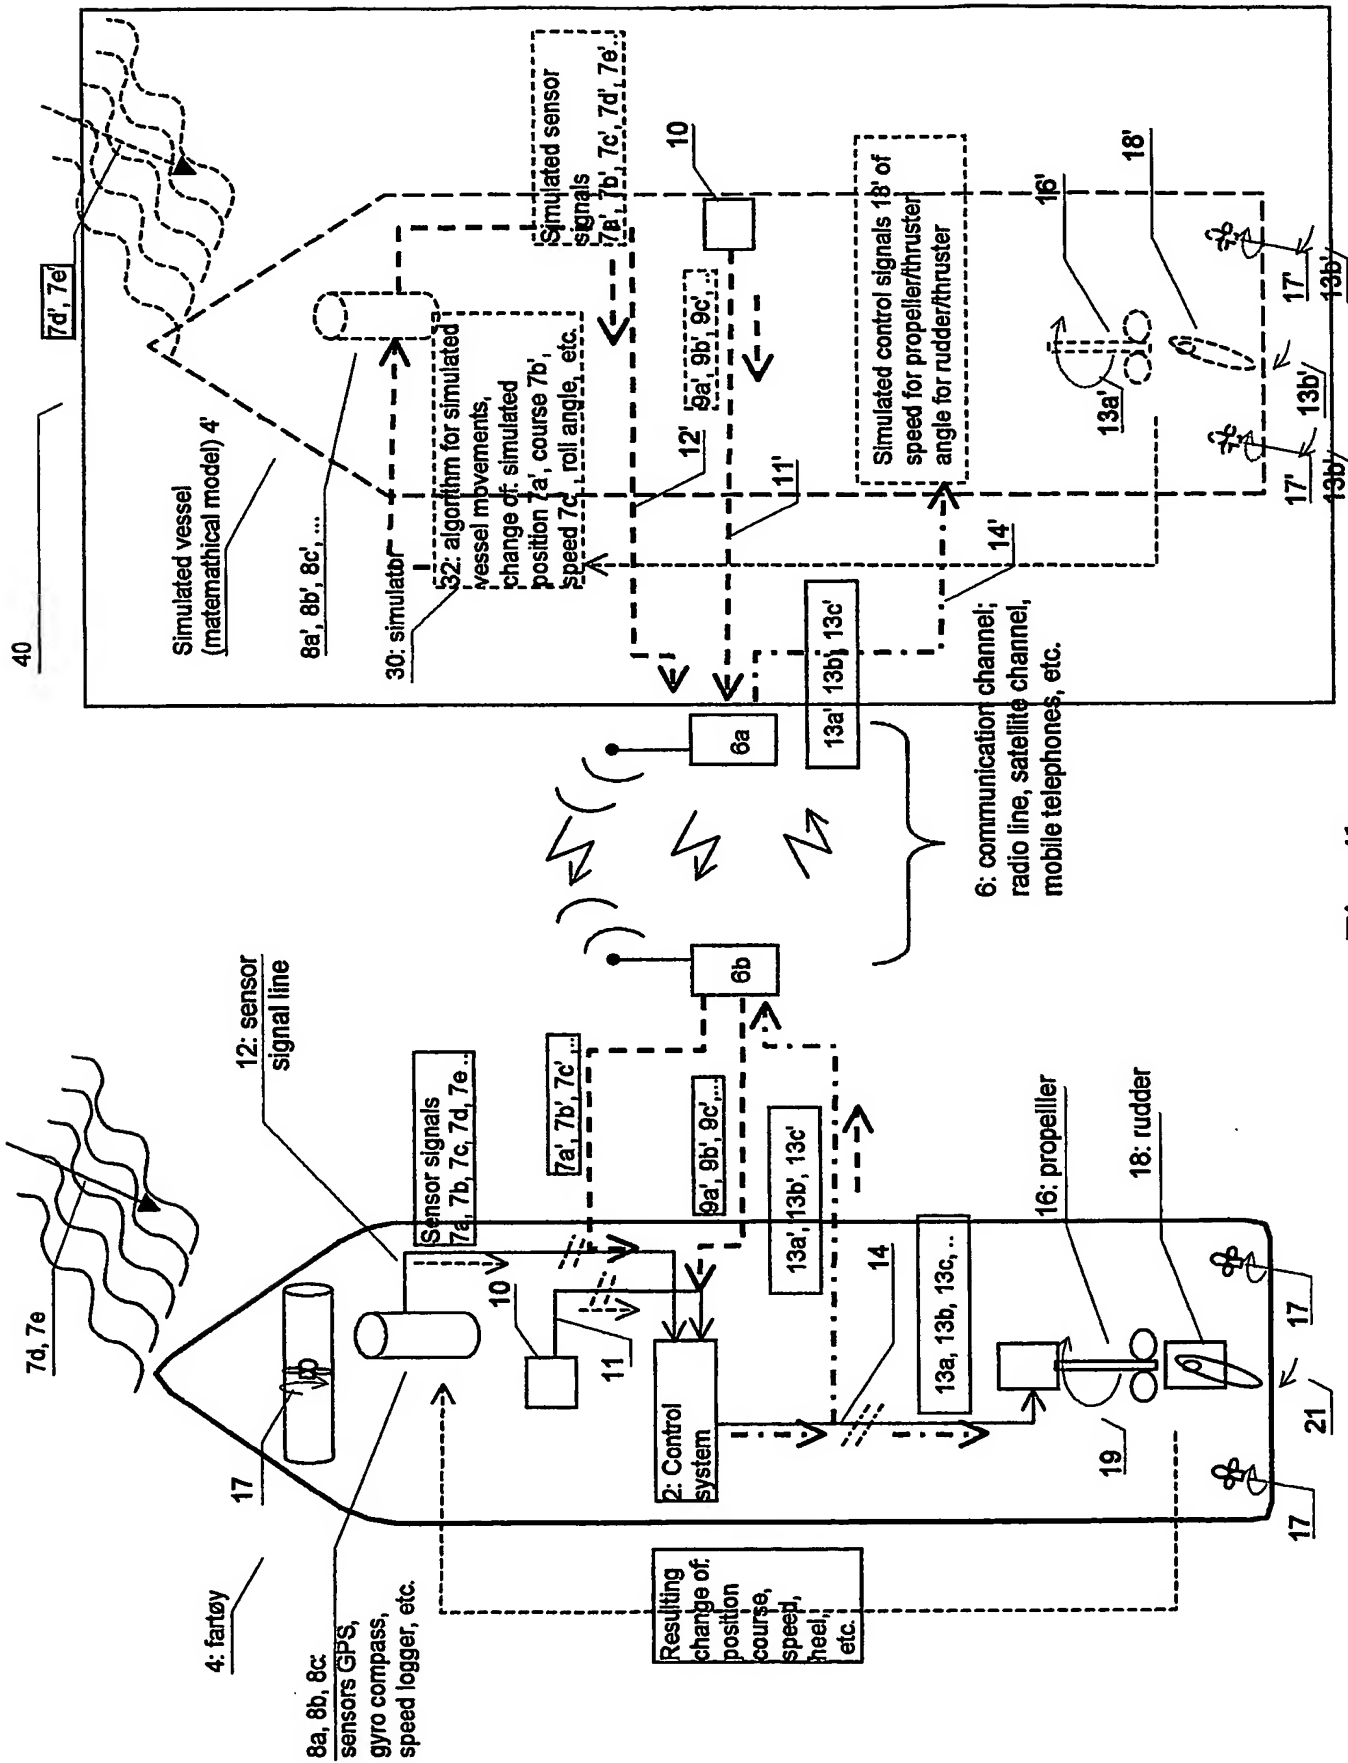 40
7d', 7e'
Simulated vessel
(matemathical model) 4'
8a', 8b', 8c', ...
30: simulator
32: algorithm for simulated
vessel movements,
change of: simulated
position 7a', course 7b',
speed 7c', roll angle, etc.
Simulated sensor
signals
7a', 7b', 7c', 7d', 7e'..
10
9a', 9b', 9c', ..
12'
11'
Simulated control signals 18' of
speed for propeller/thruster
angle for rudder/thruster
14'
16'
18'
13a'
13b'
17'
13b'
17'
13b'
6a
13a' 13b', 13c'
6: communication channel;
radio line, satellite channel,
mobile telephones, etc.
6b
7d, 7e
12: sensor
signal line
Sensor signals
7a, 7b, 7c, 7d, 7e ..
7a', 7b', 7c', ...
9a', 9b', 9c',...
13a', 13b', 13c'
17
4: fartøy
8a, 8b, 8c:
sensors GPS,
gyro compass,
speed logger, etc.
10
11
2: Control
system
14
13a, 13b, 13c, ..
Resulting
change of:
position
course,
speed,
heel,
etc.
16: propeller
18: rudder
19
21
17
17